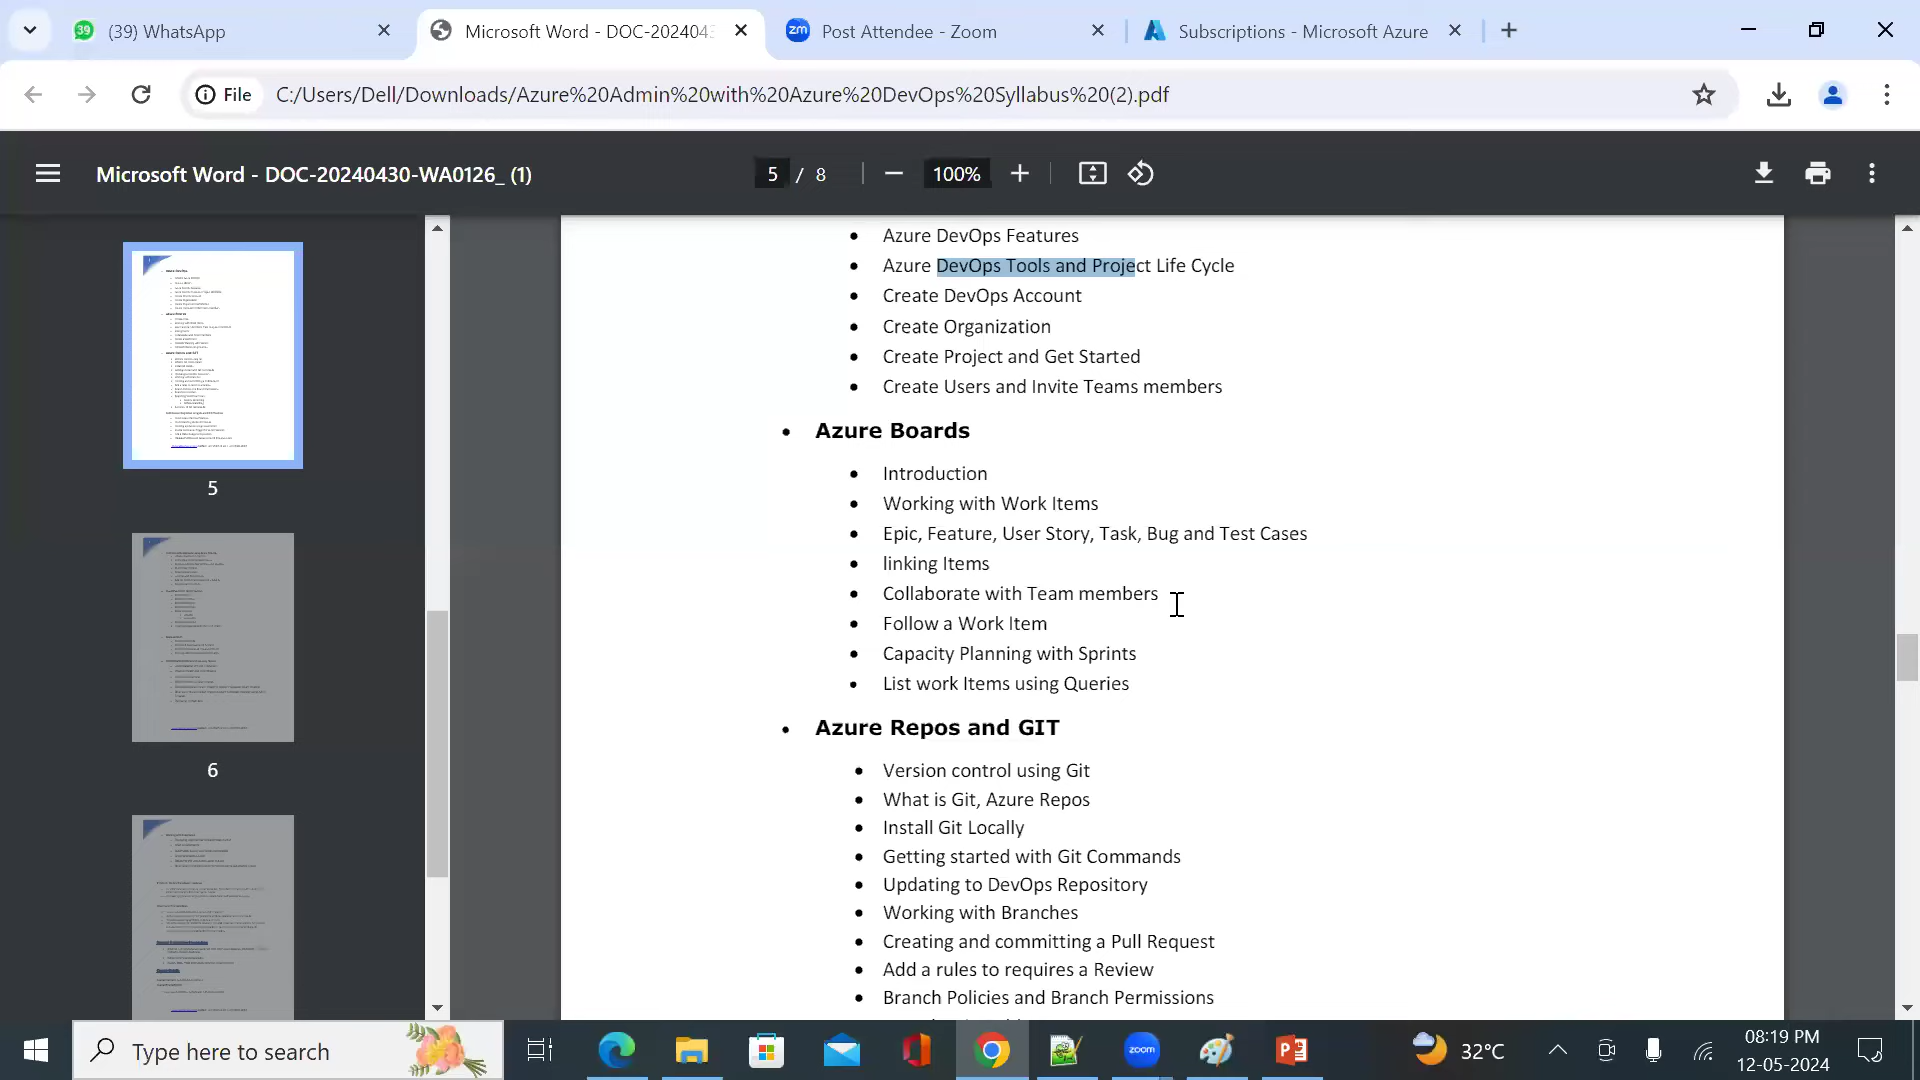 39 (39) WhatsApp
Microsoft Word - DOC-202404
zm Post Attendee - Zoom
Subscriptions - Microsoft Azure
File C:/Users/Dell/Downloads/Azure%20Admin%20with%20Azure%20DevOps%20Syllabus%20(2).pdf
Microsoft Word - DOC-20240430-WA0126_ (1)
5 / 8
100%
5
6
Azure DevOps Features
Azure DevOps Tools and Project Life Cycle
Create DevOps Account
Create Organization
Create Project and Get Started
Create Users and Invite Teams members
Azure Boards
Introduction
Working with Work Items
Epic, Feature, User Story, Task, Bug and Test Cases
linking Items
Collaborate with Team members
Follow a Work Item
Capacity Planning with Sprints
List work Items using Queries
Azure Repos and GIT
Version control using Git
What is Git, Azure Repos
Install Git Locally
Getting started with Git Commands
Updating to DevOps Repository
Working with Branches
Creating and committing a Pull Request
Add a rules to requires a Review
Branch Policies and Branch Permissions
Type here to search
zoom
32°C
08:19 PM
12-05-2024